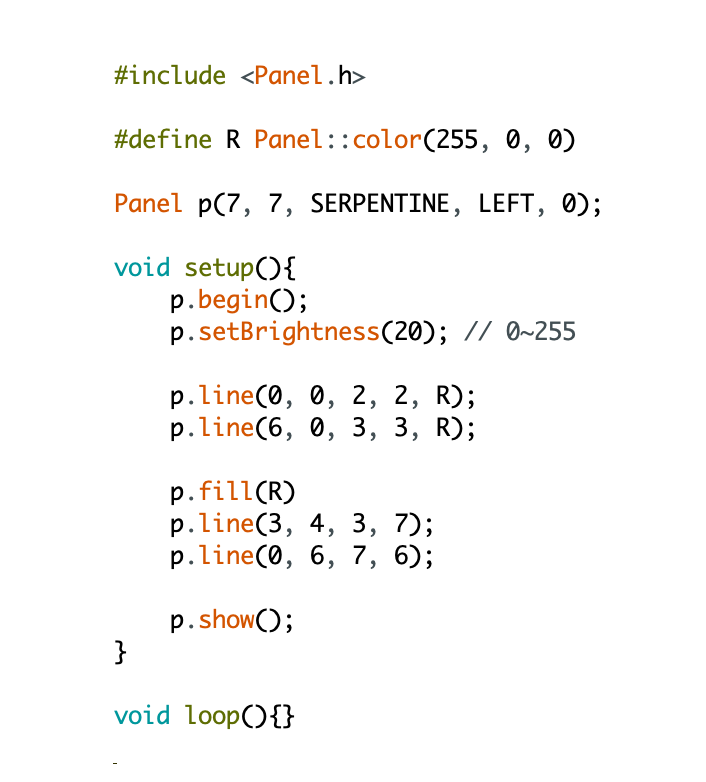 #include <Panel.h>
#define R Panel::color(255, 0, 0)
Panel p(7, 7, SERPENTINE, LEFT, 0);
void setup(){
p.begin();
p.setBrightness(20); // 0~255
p.line(0, 0, 2, 2, R);
p.line(6, 0, 3, 3, R);
p.fill(R)
p.line(3, 4, 3, 7);
p.line(0, 6, 7, 6);
p.show();
}
void loop(){}